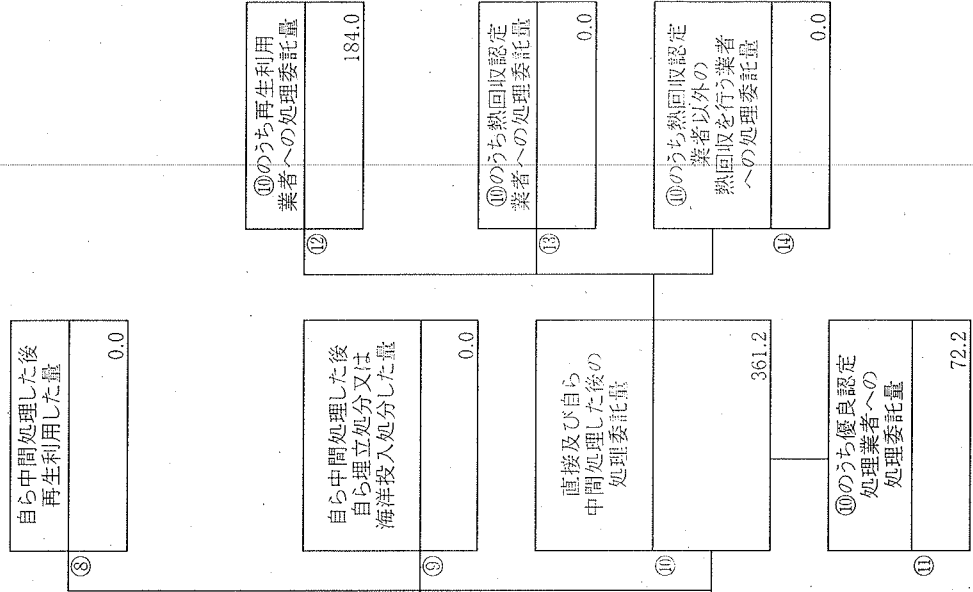 ⑧
自ら中間処理した後
再生利用した量
0.0
⑨
自ら中間処理した後
自ら埋立処分又は
海洋投入処分した量
0.0
⑩
直接及び自ら
中間処理した後の
処理委託量
361.2
⑪
⑩のうち優良認定
処理業者への
処理委託量
72.2
⑫
⑩のうち再生利用
業者への処理委託量
184.0
⑬
⑩のうち熱回収認定
業者への処理委託量
0.0
⑭
⑩のうち熱回収認定
業者以外の
熱回収を行う業者
への処理委託量
0.0